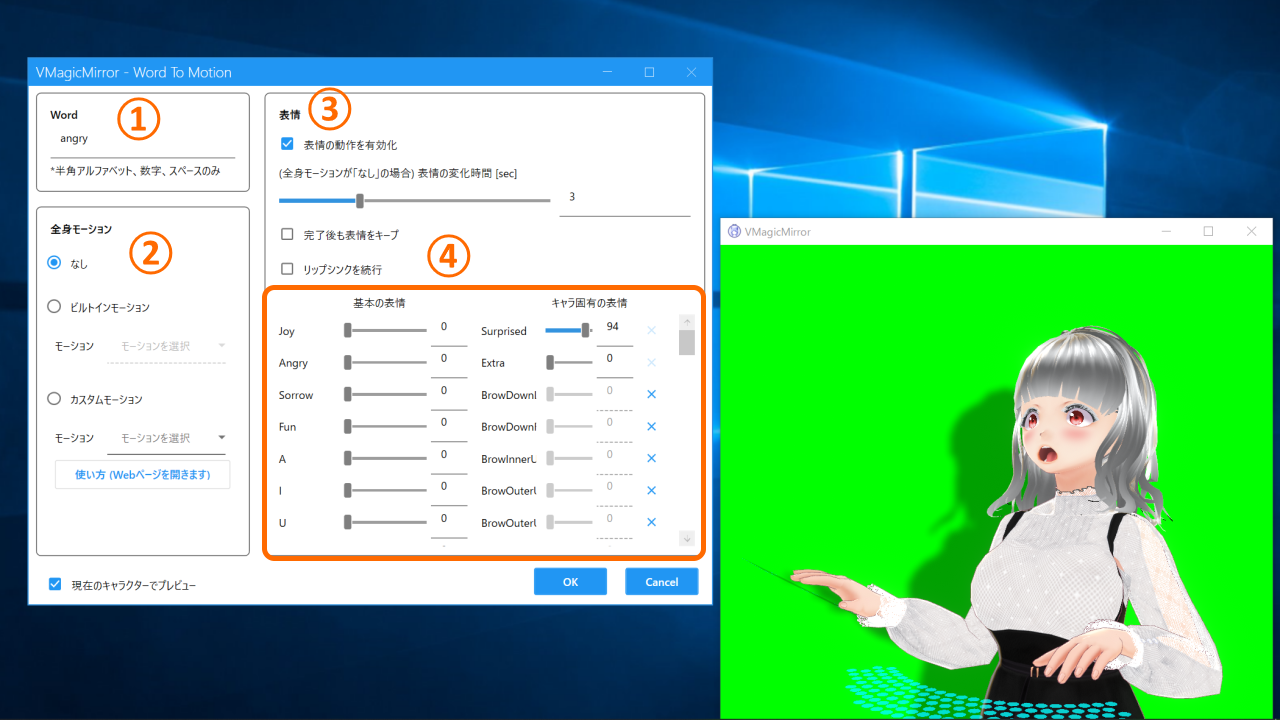 VMagicMirror - Word To Motion
Word
①
angry
*半角アルファベット、数字、スペースのみ
全身モーション
②
なし
ビルトインモーション
モーション モーションを選択
カスタムモーション
モーション モーションを選択
使い方 (Webページを開きます)
表情
③
表情の動作を有効化
(全身モーションが「なし」の場合) 表情の変化時間 [sec]
3
完了後も表情をキープ
④
リップシンクを続行
基本の表情 キャラ固有の表情
Joy 0 Surprised 94
Angry 0 Extra 0
Sorrow 0 BrowDownl 0
Fun 0 BrowDownl 0
A 0 BrowInnerU 0
I 0 BrowOuterU 0
U 0 BrowOuterU 0
現在のキャラクターでプレビュー
OK Cancel
VMagicMirror